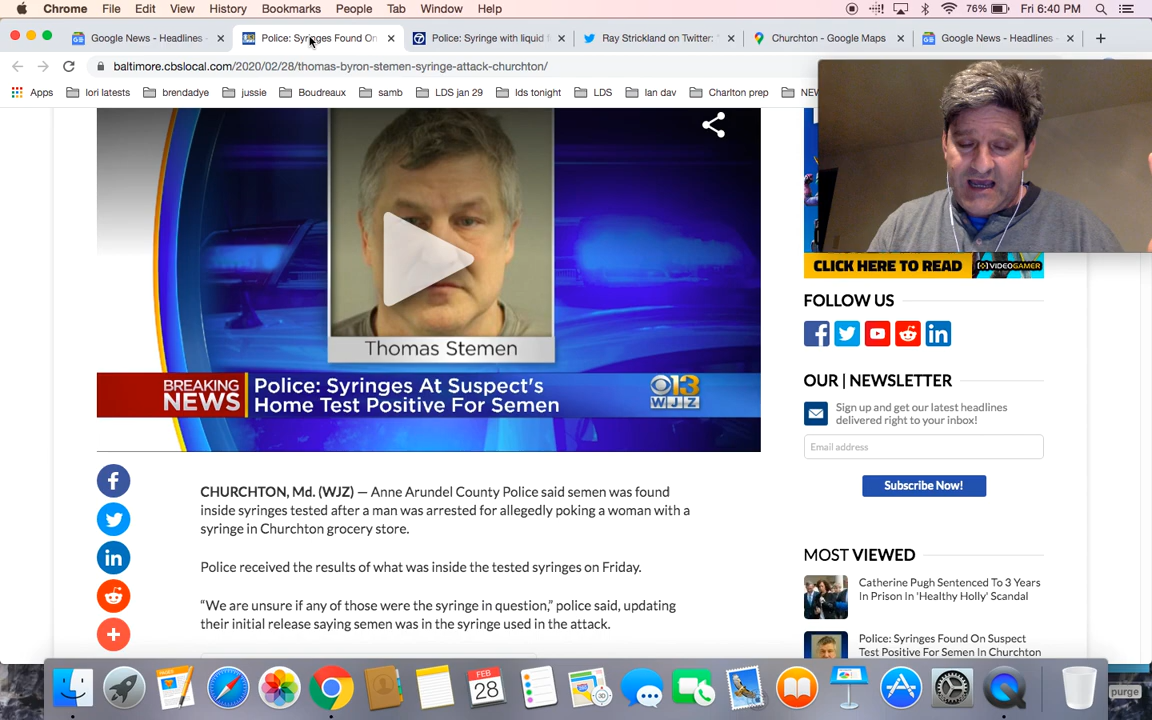 Chrome File Edit View History Bookmarks People Tab Window Help 76% Fri 6:40 PM
Google News - Headlines - × Police: Syringes Found On × Police: Syringe with liquid × Ray Strickland on Twitter: × Churchton - Google Maps × Google News - Headlines - ×
baltimore.cbslocal.com/2020/02/28/thomas-byron-stemen-syringe-attack-churchton/
Apps lori latests brendadye jussie Boudreaux samb LDS jan 29 lds tonight LDS Ian dav Charlton prep NEW
Thomas Stemen
BREAKING
NEWS
Police: Syringes At Suspect's
Home Test Positive For Semen
13
WJZ
CLICK HERE TO READ VIDEOGAMER
FOLLOW US
OUR | NEWSLETTER
Sign up and get our latest headlines
delivered right to your inbox!
Email address
Subscribe Now!
CHURCHTON, Md. (WJZ) — Anne Arundel County Police said semen was found
inside syringes tested after a man was arrested for allegedly poking a woman with a
syringe in Churchton grocery store.
Police received the results of what was inside the tested syringes on Friday.
“We are unsure if any of those were the syringe in question,” police said, updating
their initial release saying semen was in the syringe used in the attack.
MOST VIEWED
Catherine Pugh Sentenced To 3 Years
In Prison In 'Healthy Holly' Scandal
Police: Syringes Found On Suspect
Test Positive For Semen In Churchton
FEB
28
purge